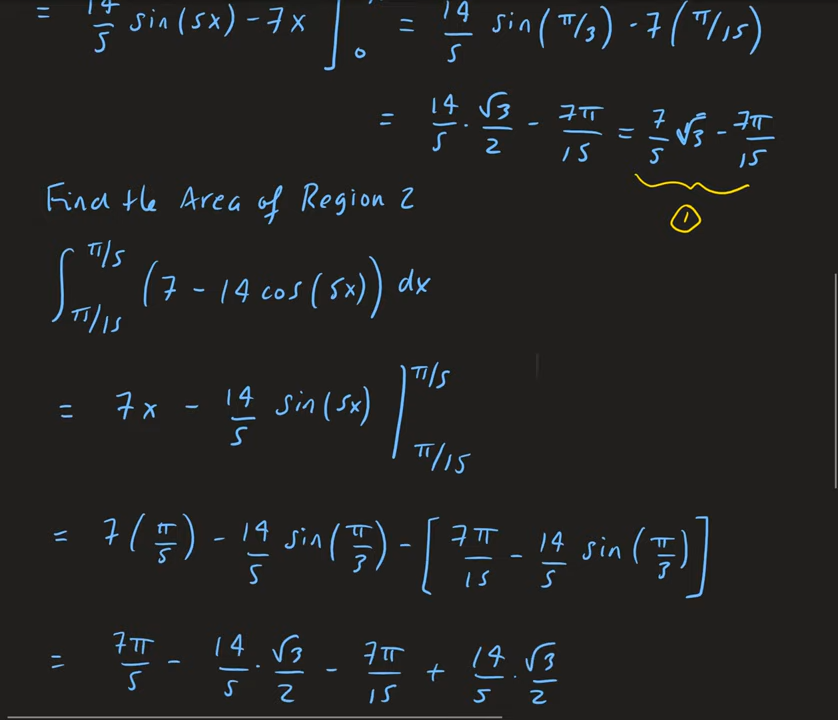 = 14/5 sin(5x) - 7x ]₀ = 14/5 sin(π/3) - 7(π/15)
= 14/5 · √3/2 - 7π/15 = 7/5 √3 - 7π/15
①
Find the Area of Region 2
∫_{π/15}^{π/5} (7 - 14 cos(5x)) dx
= 7x - 14/5 sin(5x) |_{π/15}^{π/5}
= 7(π/5) - 14/5 sin(π/3) - [7π/15 - 14/5 sin(π/3)]
= 7π/5 - 14/5 · √3/2 - 7π/15 + 14/5 · √3/2